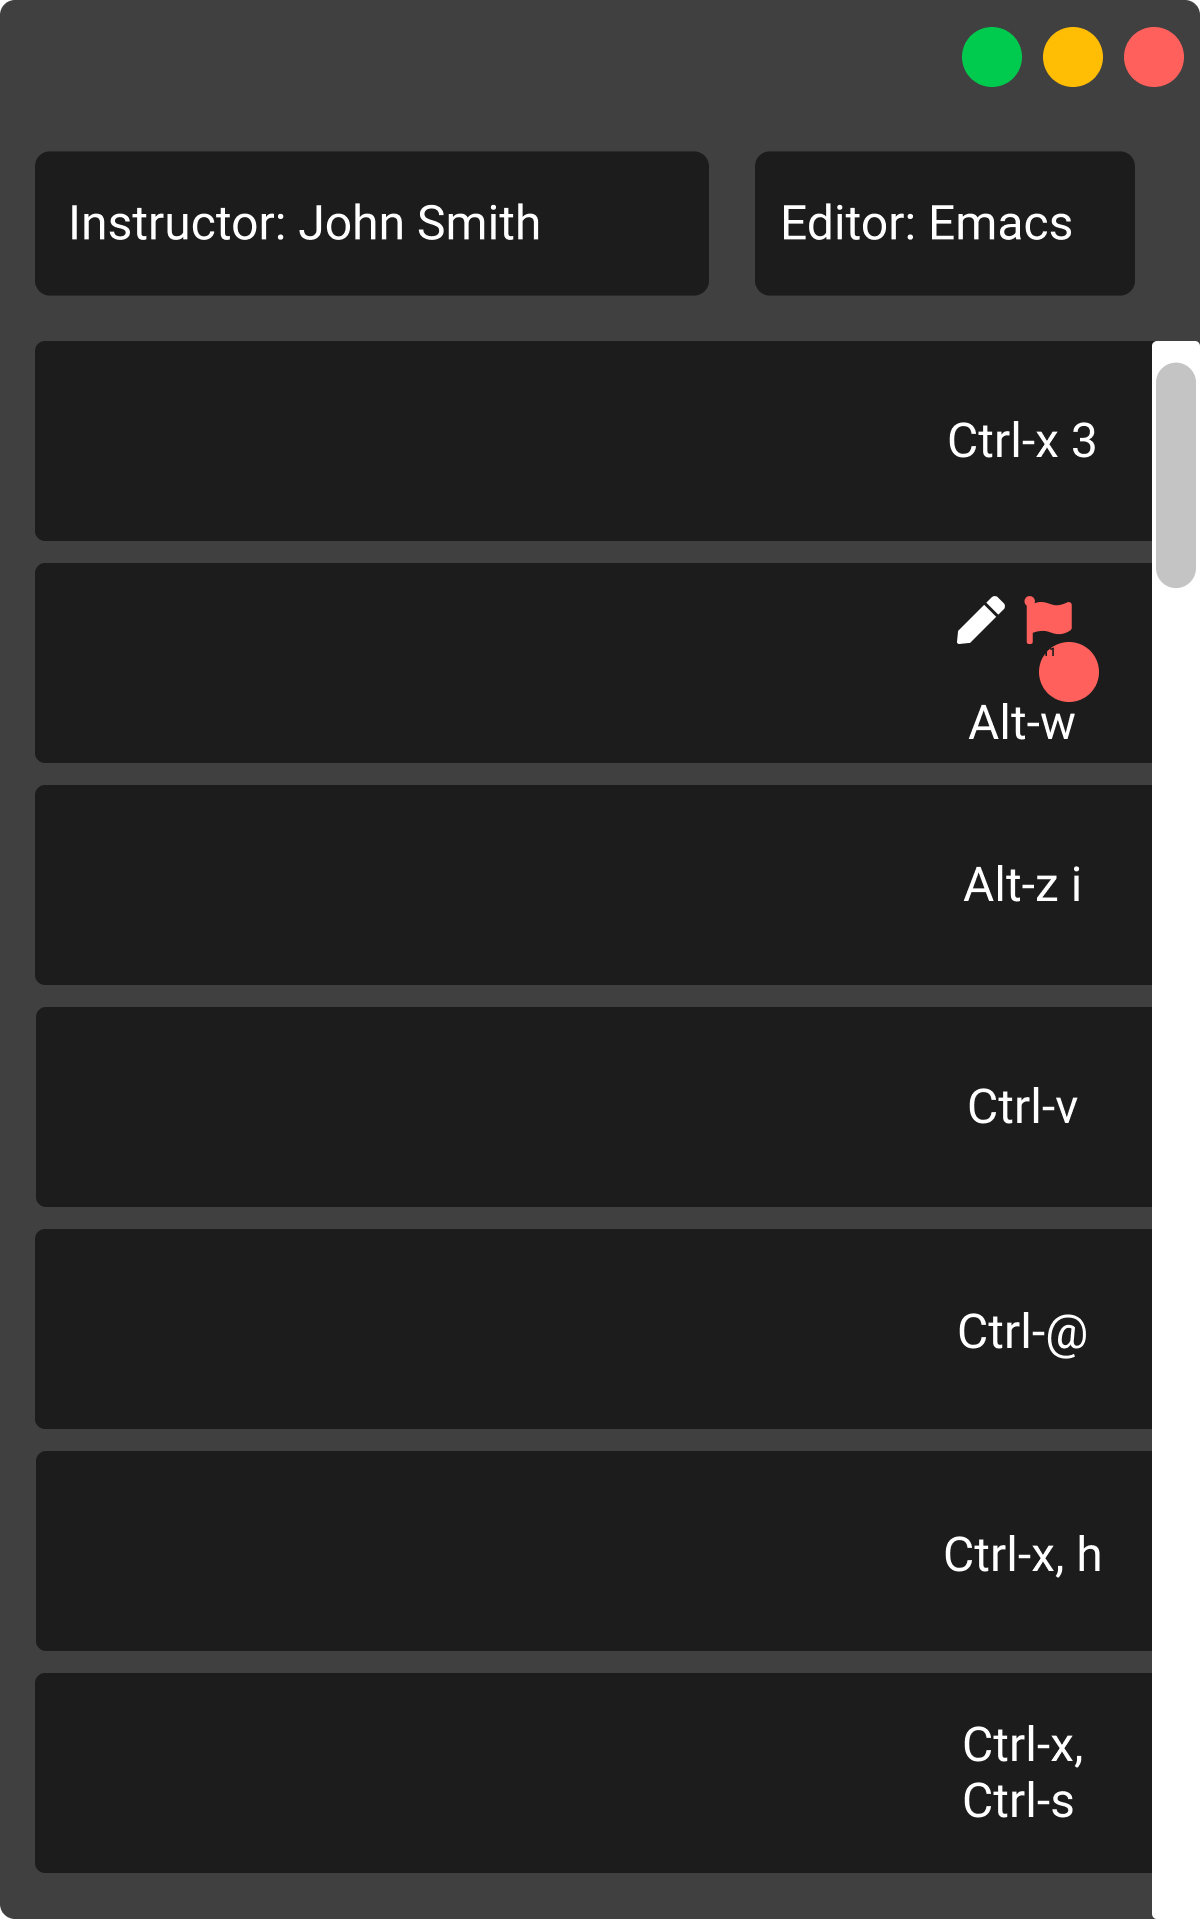 Instructor: John Smith
Editor: Emacs
Ctrl-x 3
Alt-w
Alt-z i
Ctrl-v
Ctrl-@
Ctrl-x, h
Ctrl-x,
Ctrl-s